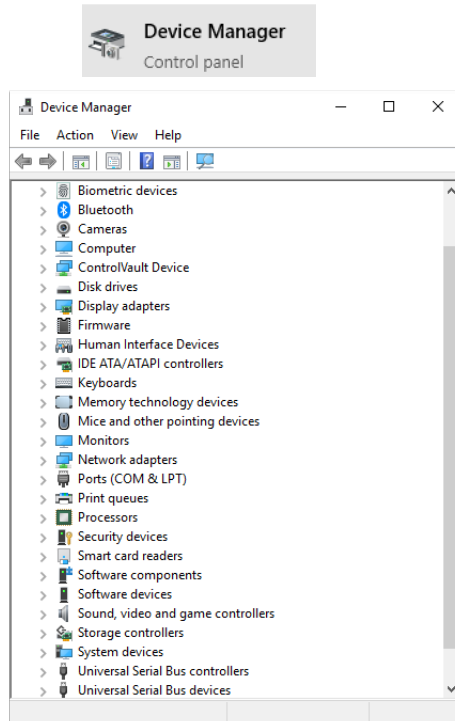 Device Manager
Control panel
Device Manager
File Action View Help
Biometric devices
Bluetooth
Cameras
Computer
ControlVault Device
Disk drives
Display adapters
Firmware
Human Interface Devices
IDE ATA/ATAPI controllers
Keyboards
Memory technology devices
Mice and other pointing devices
Monitors
Network adapters
Ports (COM & LPT)
Print queues
Processors
Security devices
Smart card readers
Software components
Software devices
Sound, video and game controllers
Storage controllers
System devices
Universal Serial Bus controllers
Universal Serial Bus devices